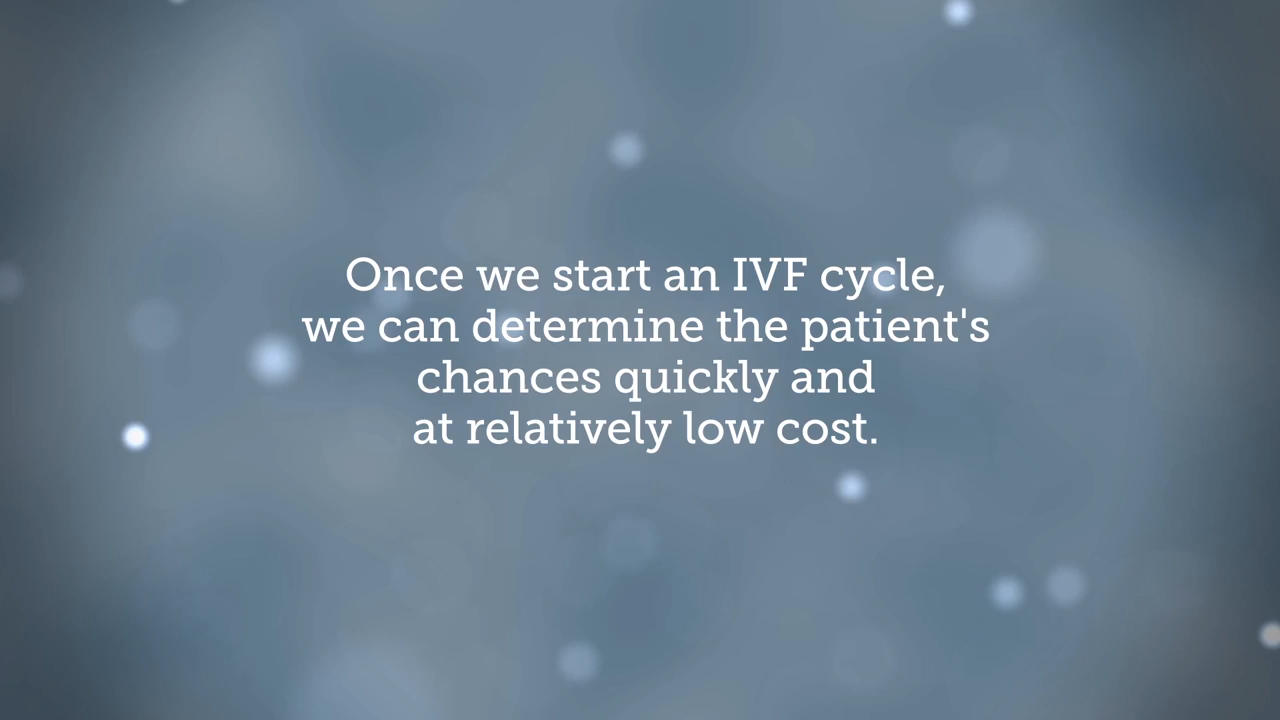 Once we start an IVF cycle,
we can determine the patient's
chances quickly and
at relatively low cost.